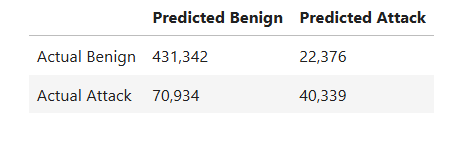 Predicted Benign Predicted Attack
Actual Benign 431,342 22,376
Actual Attack 70,934 40,339